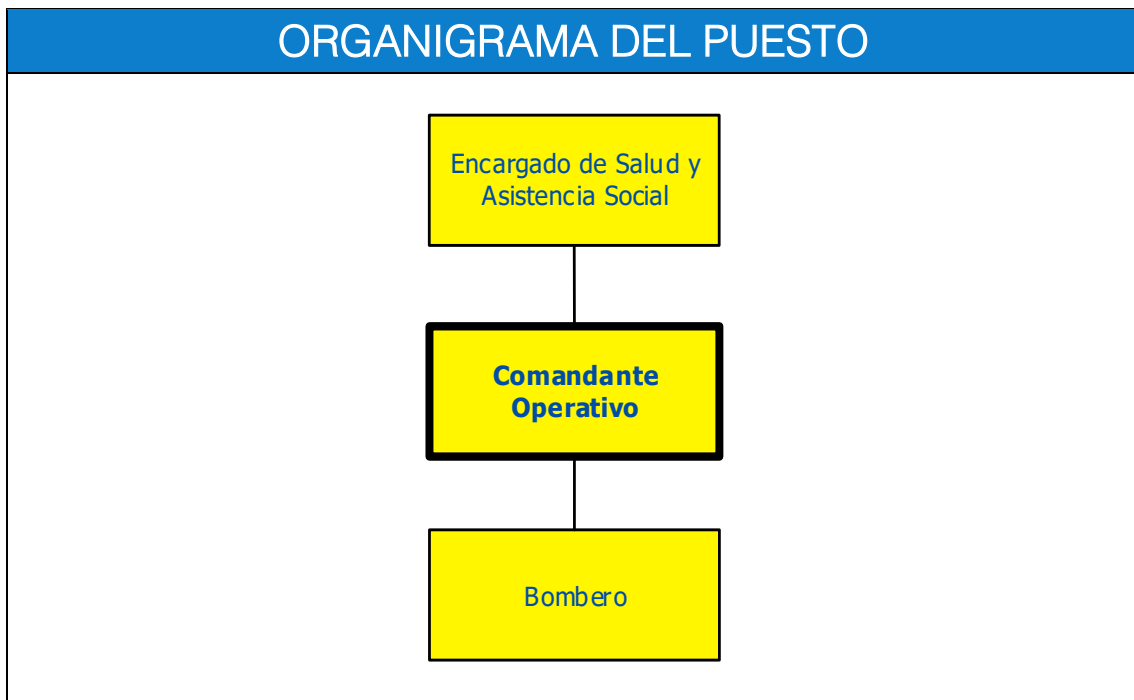 ORGANIGRAMA DEL PUESTO
Encargado de Salud y
Asistencia Social
Comandante
Operativo
Bombero